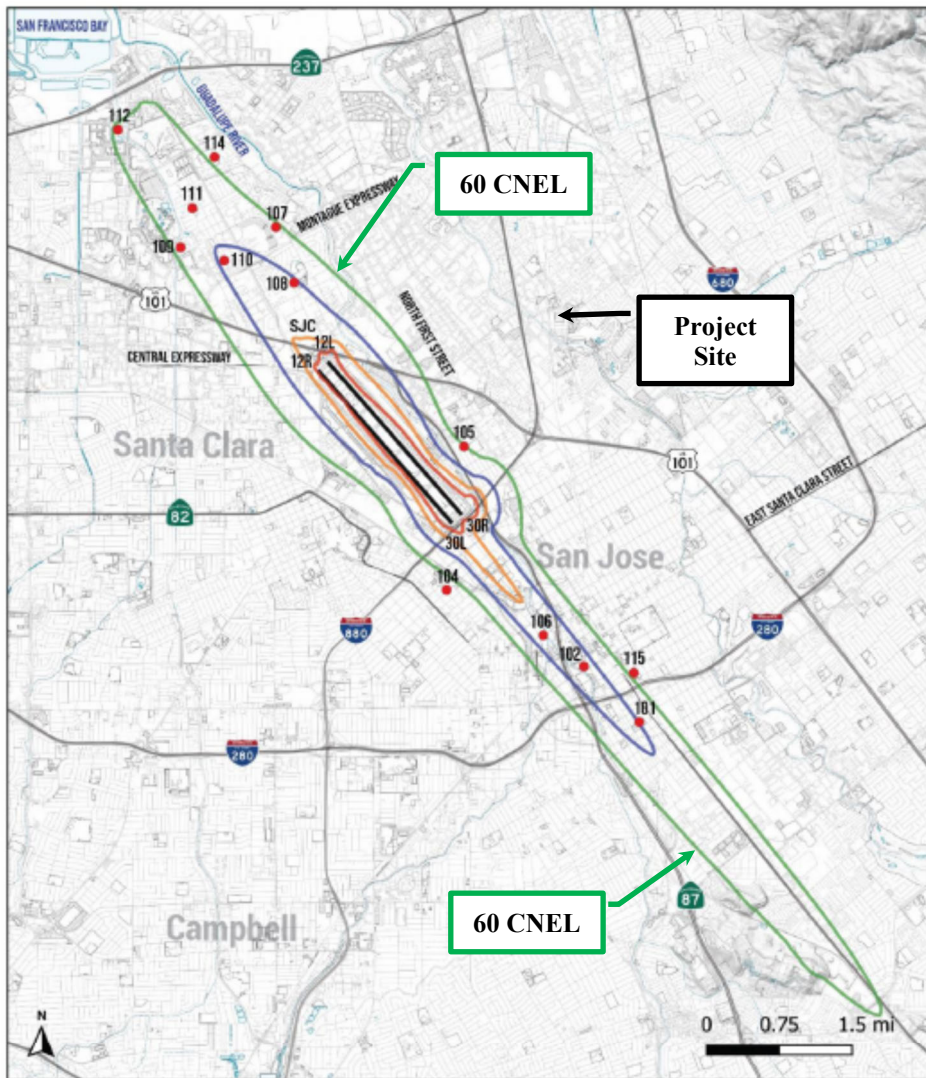 SAN FRANCISCO BAY
237
GUADALUPE RIVER
112
114
60 CNEL
111
107
MONTAGUE EXPRESSWAY
109
110
108
680
101
NORTH FIRST STREET
Project
Site
SJC
12L
12R
CENTRAL EXPRESSWAY
Santa Clara
105
101
EAST SANTA CLARA STREET
82
30R
30L
San Jose
104
880
106
280
102
115
101
280
87
60 CNEL
Campbell
N
0 0.75 1.5 mi